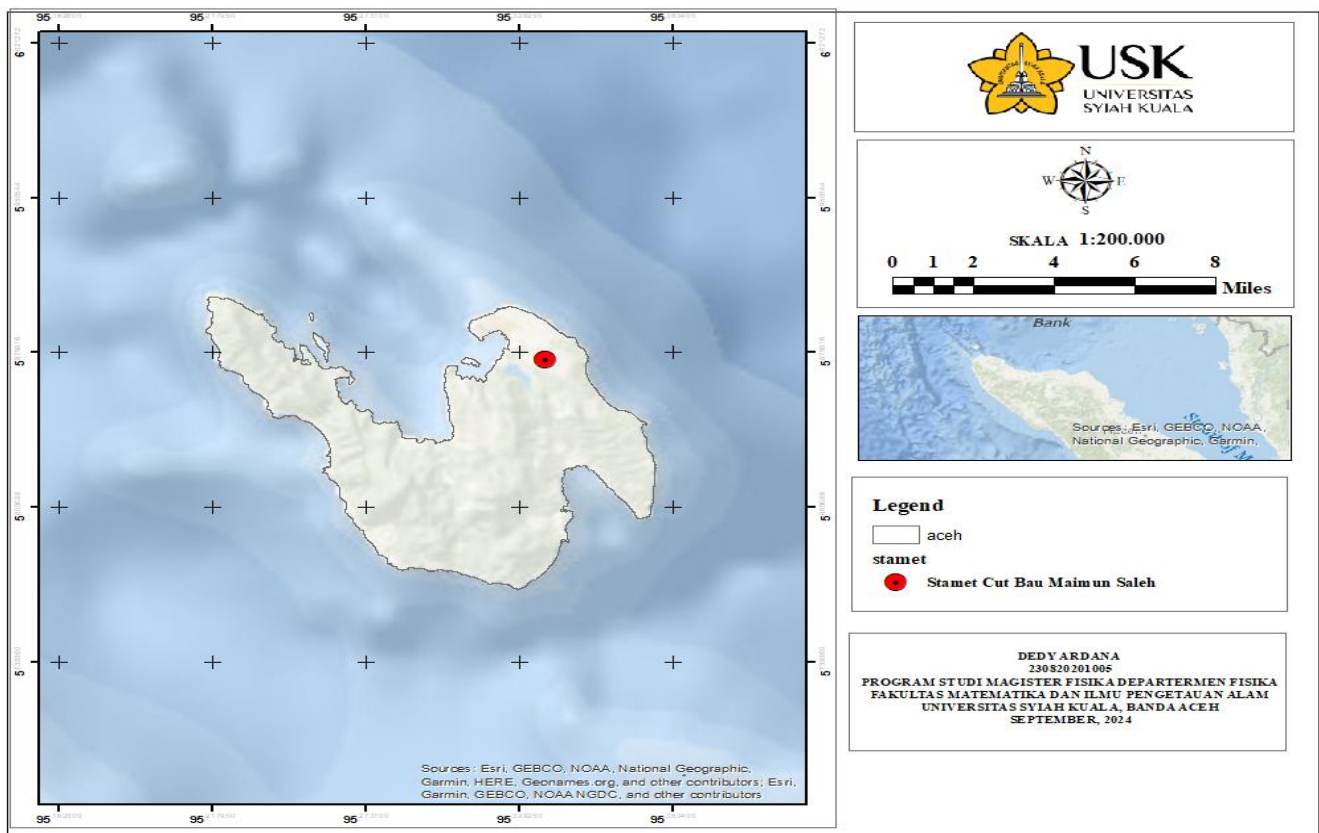 95 95 95 95 95
6
5
5
5
5
6
5
5
5
5
95 95 95 95 95
Sources: Esri, GEBCO, NOAA, National Geographic,
Garmin, HERE, Geonames.org, and other contributors; Esri,
Garmin, GEBCO, NOAA NGDC, and other contributors
USK
UNIVERSITAS
SYIAH KUALA
N
W E
S
SKALA 1:200.000
0 1 2 4 6 8
Miles
Bank
Sources: Esri, GEBCO, NOAA,
National Geographic, Garmin,
Legend
aceh
stamet
Stamet Cut Bau Maimun Saleh
DEDY ARDANA
230820201005
PROGRAM STUDI MAGISTER FISIKA DEPARTERMEN FISIKA
FAKULTAS MATEMATIKA DAN ILMU PENGETAUAN ALAM
UNIVERSITAS SYIAH KUALA, BANDA ACEH
SEPTEMBER, 2024